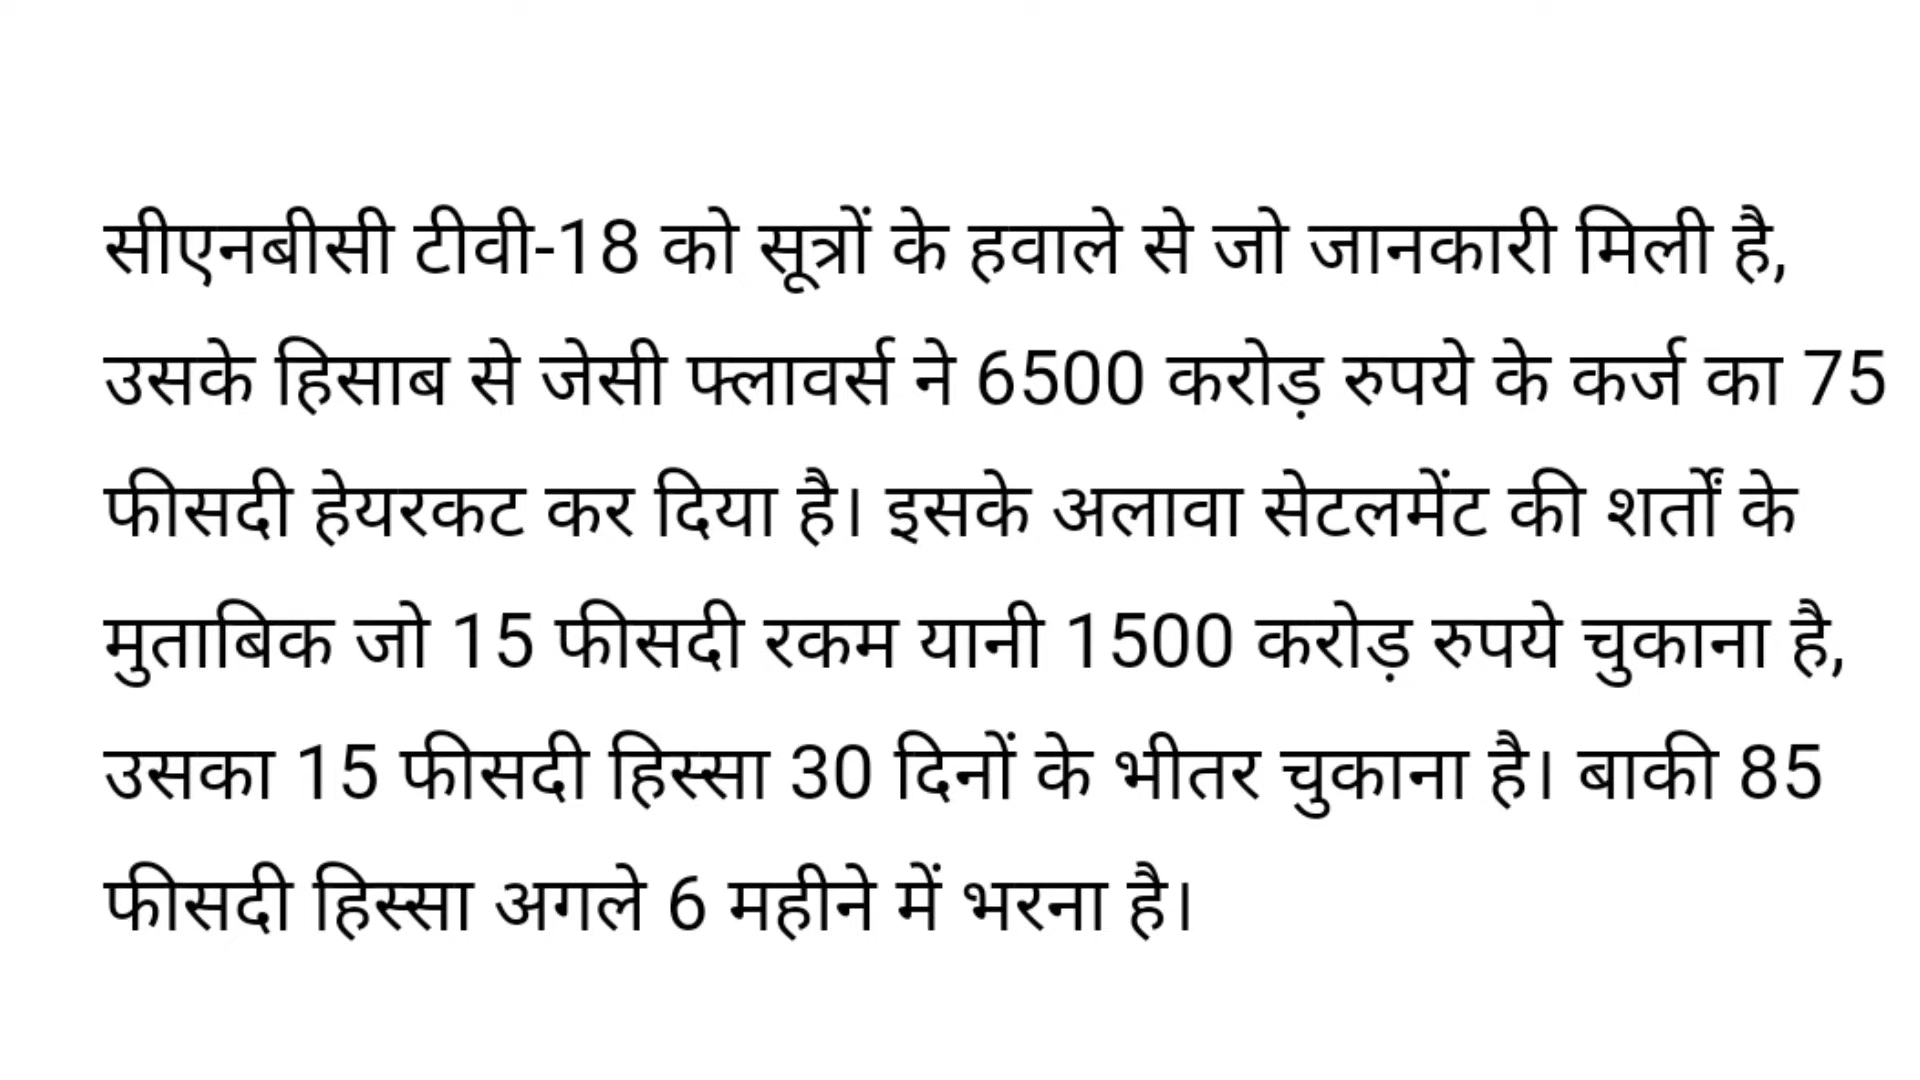 सीएनबीसी टीवी-18 को सूत्रों के हवाले से जो जानकारी मिली है,
उसके हिसाब से जेसी फ्लावर्स ने 6500 करोड़ रुपये के कर्ज का 75
फीसदी हेयरकट कर दिया है। इसके अलावा सेटलमेंट की शर्तों के
मुताबिक जो 15 फीसदी रकम यानी 1500 करोड़ रुपये चुकाना है,
उसका 15 फीसदी हिस्सा 30 दिनों के भीतर चुकाना है। बाकी 85
फीसदी हिस्सा अगले 6 महीने में भरना है।